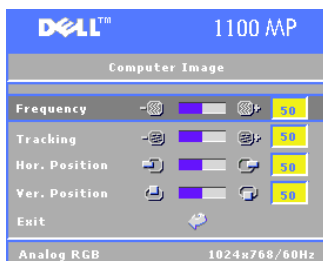 DELL™ 1100 MP
Computer Image
Frequency 50
Tracking 50
Hor. Position 50
Ver. Position 50
Exit
Analog RGB 1024x768/60Hz